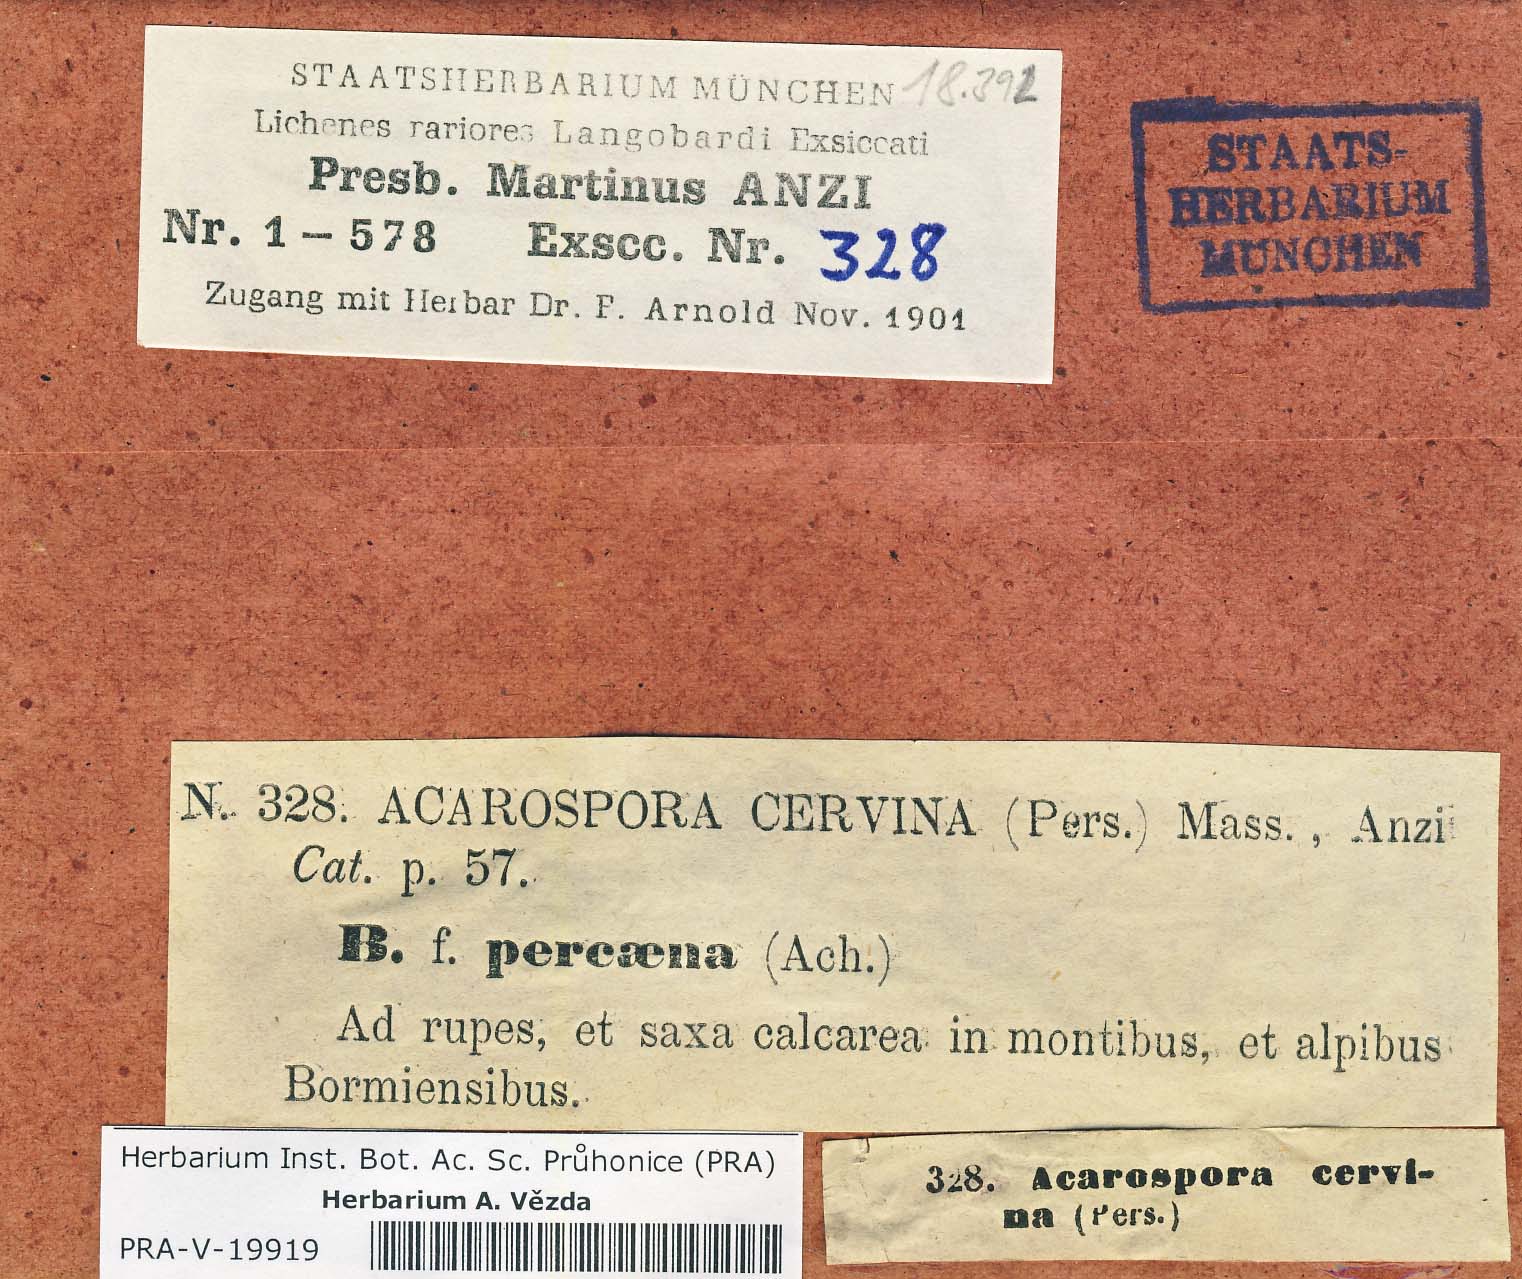 STAATSHERBARIUM MÜNCHEN 18.392
Lichenes rariores Langobardi Exsiccati
Presb. Martinus ANZI
Nr. 1 – 578 Exscc. Nr. 328
Zugang mit Herbar Dr. F. Arnold Nov. 1901
STAATS-
HERBARIUM
MÜNCHEN
N. 328. ACAROSPORA CERVINA (Pers.) Mass., Anzi
Cat. p. 57.
B. f. percæna (Ach.)
Ad rupes, et saxa calcarea in montibus, et alpibus
Bormiensibus.
Herbarium Inst. Bot. Ac. Sc. Průhonice (PRA)
Herbarium A. Vězda
PRA-V-19919
328. Acarospora cervi-
na (Pers.)